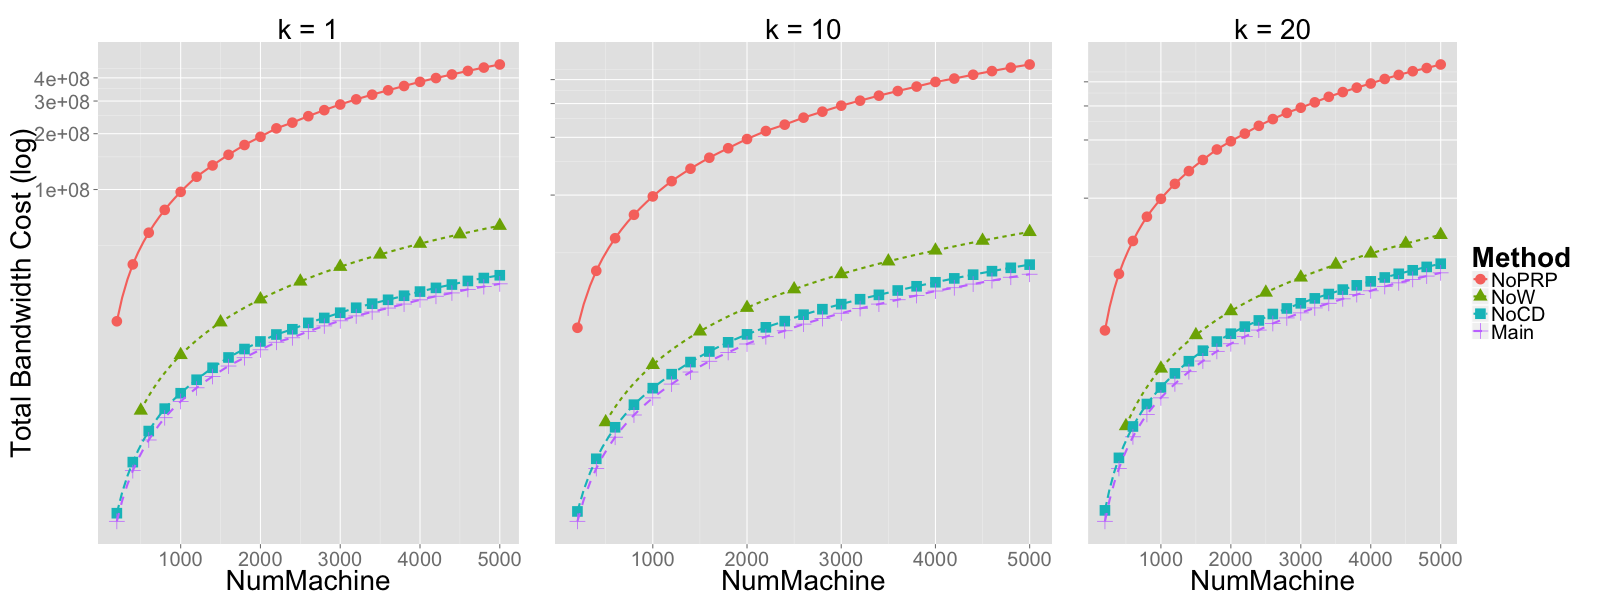 k = 1
k = 10
k = 20
Total Bandwidth Cost (log)
4e+08
3e+08
2e+08
1e+08
1000 2000 3000 4000 5000
1000 2000 3000 4000 5000
1000 2000 3000 4000 5000
NumMachine
NumMachine
NumMachine
Method
NoPRP
NoW
NoCD
Main